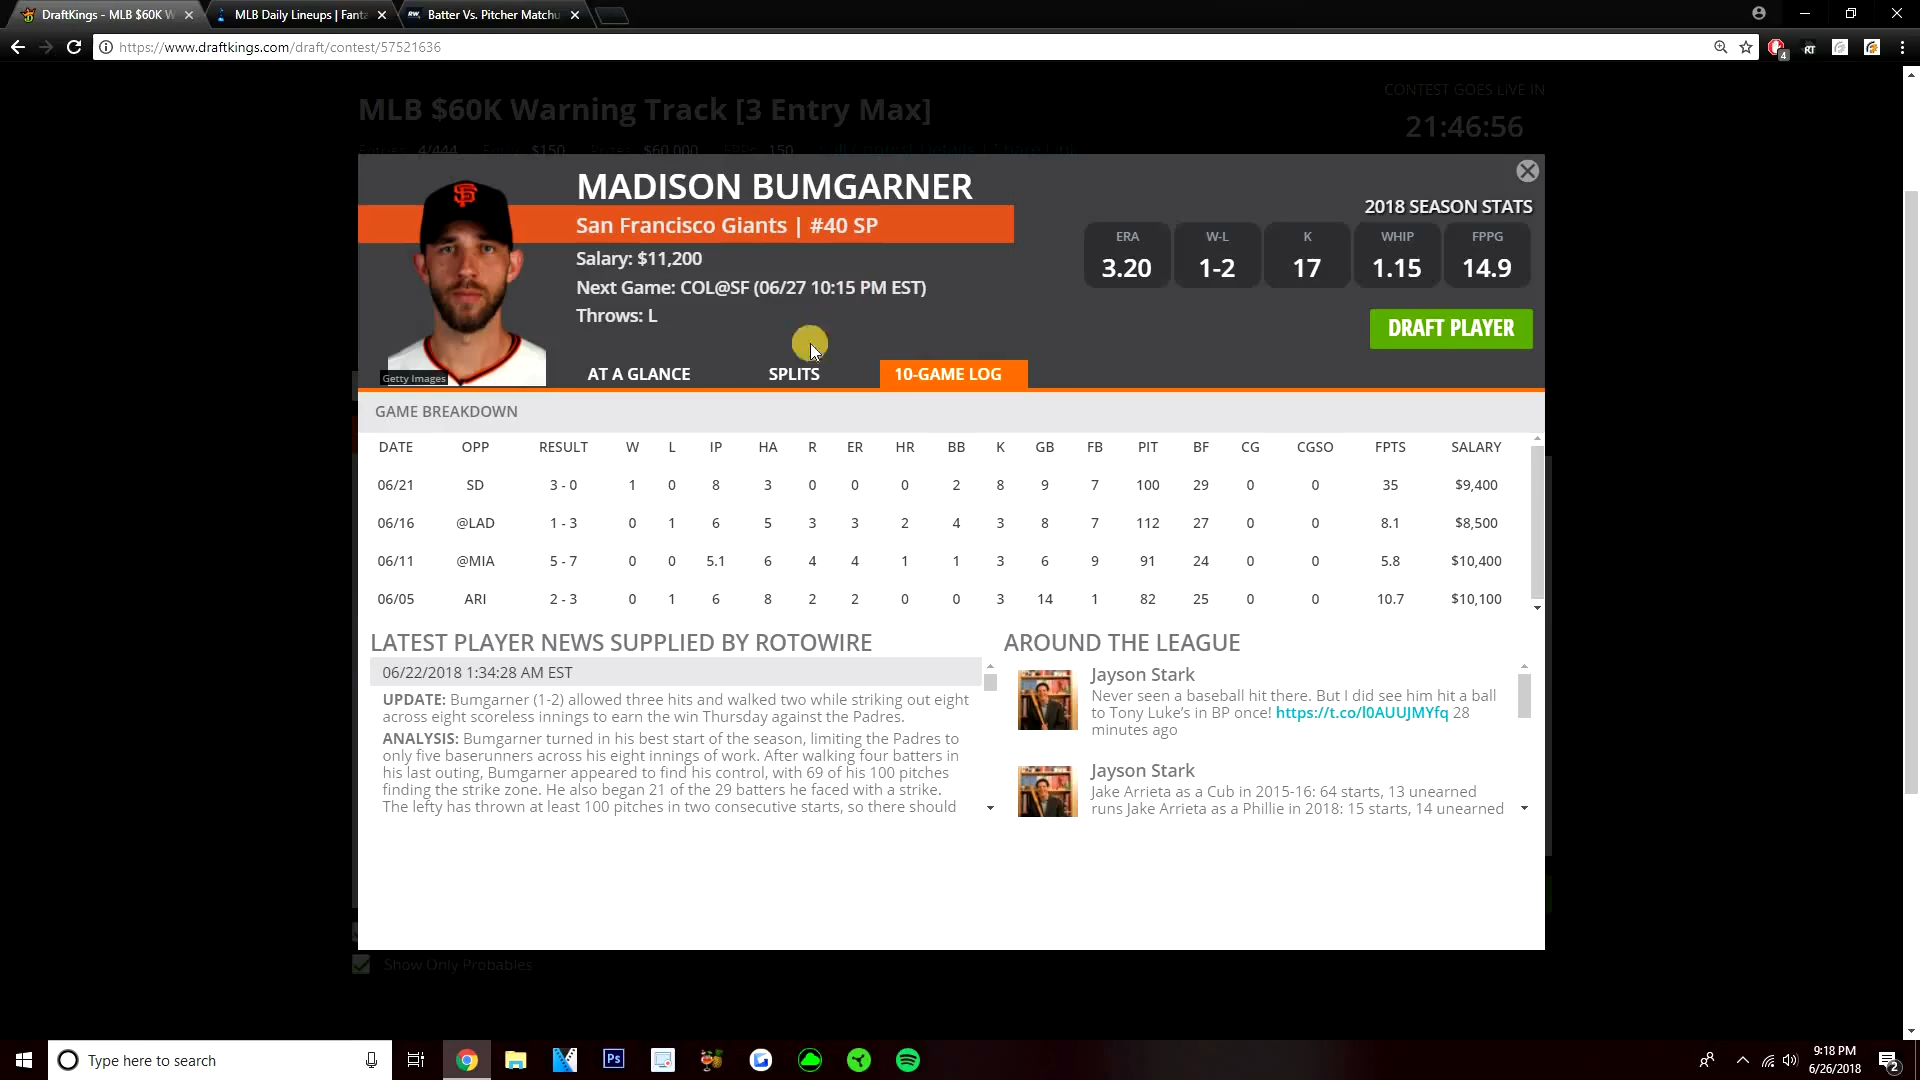 DraftKings - MLB $60K W
MLB Daily Lineups | Fanta
Batter Vs. Pitcher Matchu
https://www.draftkings.com/draft/contest/57521636
4
MLB $60K Warning Track [3 Entry Max]
CONTEST GOES LIVE IN
21:46:56
4/444 $150 $60,000 150
MADISON BUMGARNER
San Francisco Giants | #40 SP
Salary: $11,200
Next Game: COL@SF (06/27 10:15 PM EST)
Throws: L
Getty Images
2018 SEASON STATS
ERA W-L K WHIP FPPG
3.20 1-2 17 1.15 14.9
DRAFT PLAYER
AT A GLANCE SPLITS 10-GAME LOG
GAME BREAKDOWN
DATE OPP RESULT W L IP HA R ER HR BB K GB FB PIT BF CG CGSO FPTS SALARY
06/21 SD 3 - 0 1 0 8 3 0 0 0 2 8 9 7 100 29 0 0 35 $9,400
06/16 @LAD 1 - 3 0 1 6 5 3 3 2 4 3 8 7 112 27 0 0 8.1 $8,500
06/11 @MIA 5 - 7 0 0 5.1 6 4 4 1 1 3 6 9 91 24 0 0 5.8 $10,400
06/05 ARI 2 - 3 0 1 6 8 2 2 0 0 3 14 1 82 25 0 0 10.7 $10,100
LATEST PLAYER NEWS SUPPLIED BY ROTOWIRE
06/22/2018 1:34:28 AM EST
UPDATE: Bumgarner (1-2) allowed three hits and walked two while striking out eight
across eight scoreless innings to earn the win Thursday against the Padres.
ANALYSIS: Bumgarner turned in his best start of the season, limiting the Padres to
only five baserunners across his eight innings of work. After walking four batters in
his last outing, Bumgarner appeared to find his control, with 69 of his 100 pitches
finding the strike zone. He also began 21 of the 29 batters he faced with a strike.
The lefty has thrown at least 100 pitches in two consecutive starts, so there should
AROUND THE LEAGUE
Jayson Stark
Never seen a baseball hit there. But I did see him hit a ball
to Tony Luke's in BP once! https://t.co/l0AUUJMYfq 28
minutes ago
Jayson Stark
Jake Arrieta as a Cub in 2015-16: 64 starts, 13 unearned
runs Jake Arrieta as a Phillie in 2018: 15 starts, 14 unearned
Show Only Probables
Type here to search
Ps
9:18 PM
6/26/2018
2